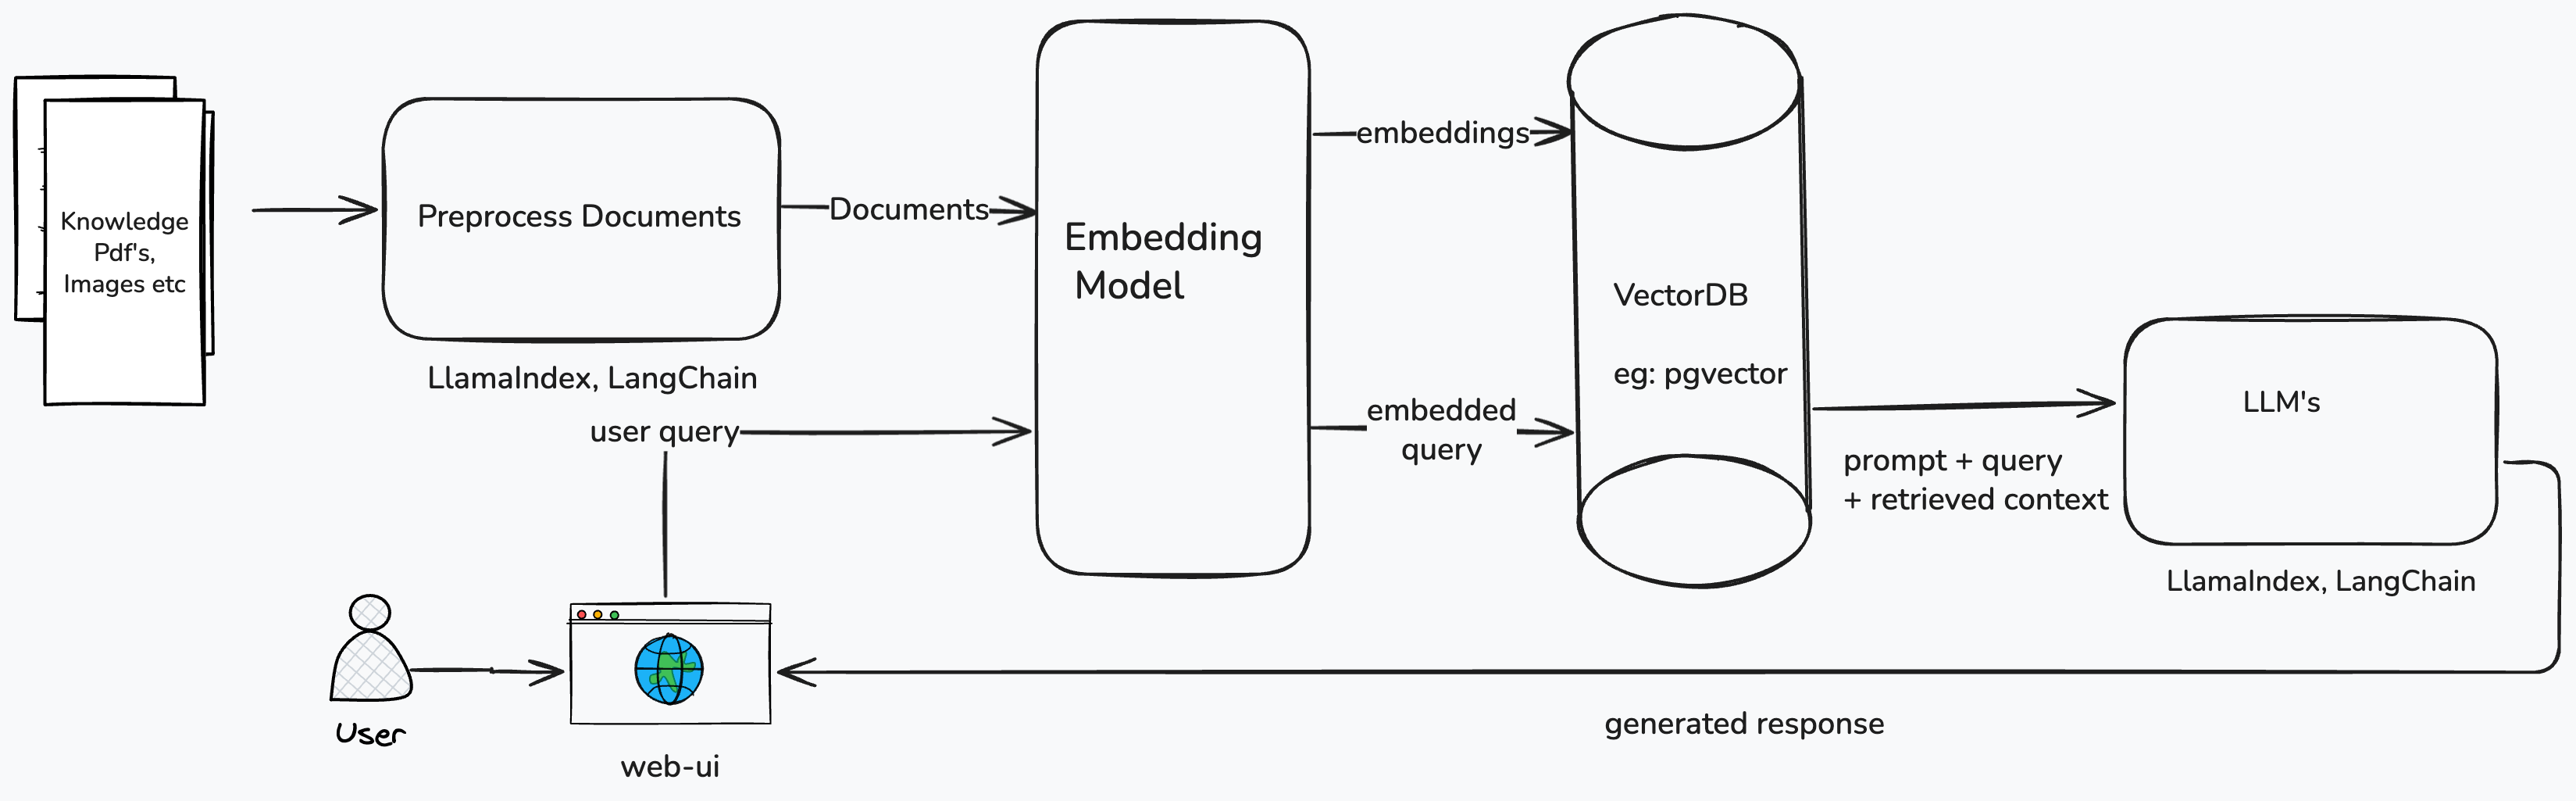 Knowledge
Pdf's,
Images etc
Preprocess Documents
LlamaIndex, LangChain
Documents
Embedding
Model
embeddings
embedded
query
VectorDB
eg: pgvector
prompt + query
+ retrieved context
LLM's
LlamaIndex, LangChain
user query
User
web-ui
generated response